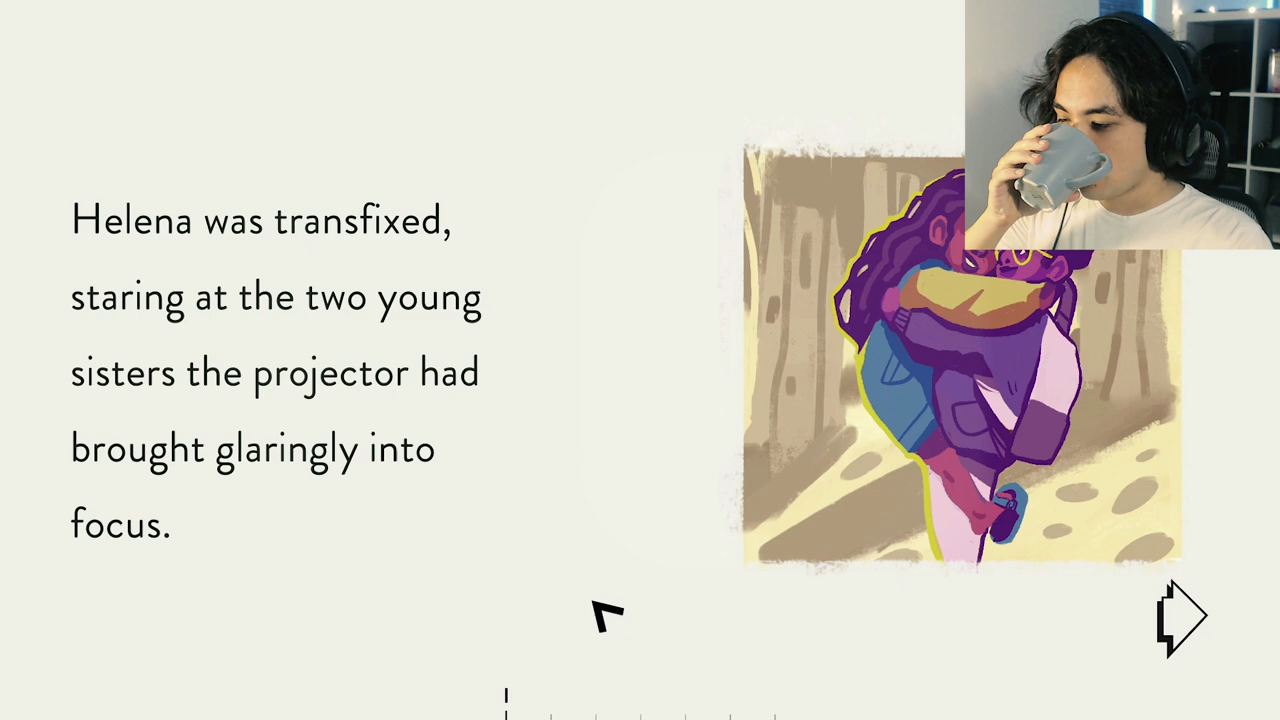 Helena was transfixed,
staring at the two young
sisters the projector had
brought glaringly into
focus.